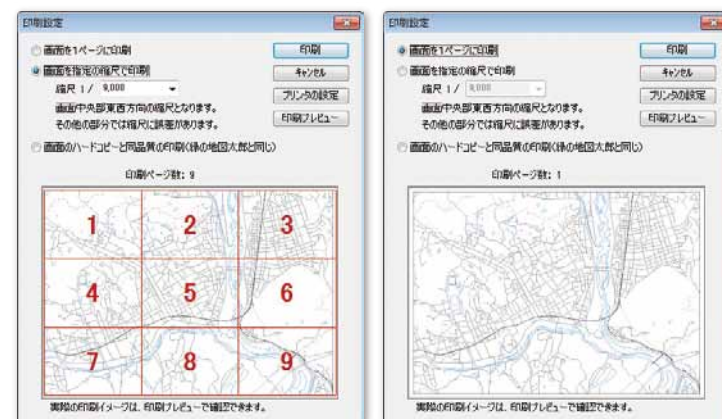 印刷設定
画面を1ページに印刷
印刷
画面を指定の縮尺で印刷
キャンセル
縮尺 1/ 9,000
プリンタの設定
画面中央部東西方向の縮尺となります。
その他の部分では縮尺に誤差があります。
印刷プレビュー
画面のハードコピーと同品質の印刷(緑の地図太郎と同じ)
印刷ページ数: 9
1 2 3
4 5 6
7 8 9
実際の印刷イメージは、印刷プレビューで確認できます。
印刷設定
画面を1ページに印刷
印刷
画面を指定の縮尺で印刷
キャンセル
縮尺 1/ 9,000
プリンタの設定
画面中央部東西方向の縮尺となります。
その他の部分では縮尺に誤差があります。
印刷プレビュー
画面のハードコピーと同品質の印刷(緑の地図太郎と同じ)
印刷ページ数: 1
実際の印刷イメージは、印刷プレビューで確認できます。